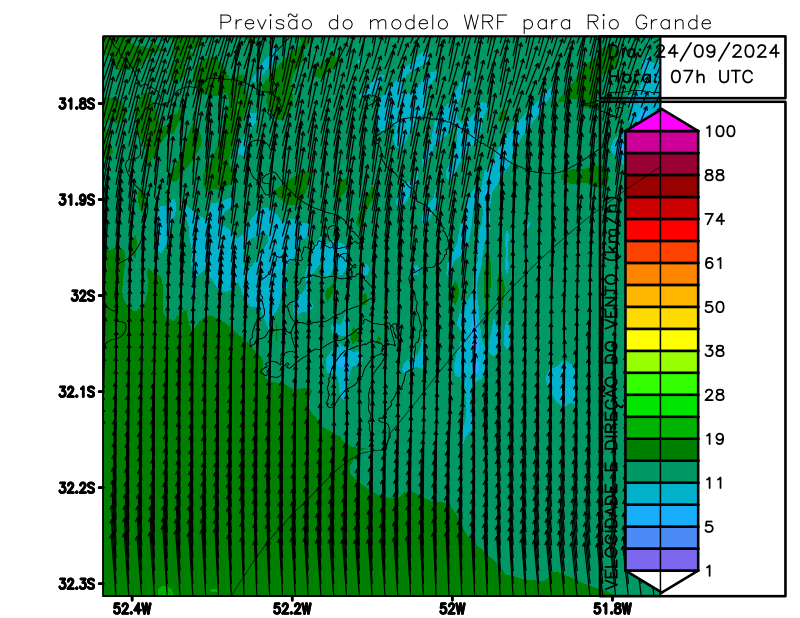 Previsão do modelo WRF para Rio Grande
Dia: 24/09/2024
Hora: 07h UTC
31.8S
31.9S
32S
32.1S
32.2S
32.3S
52.4W
52.2W
52W
51.8W
VELOCIDADE E DIREÇÃO DO VENTO (km/h)
100
88
74
61
50
38
28
19
11
5
1